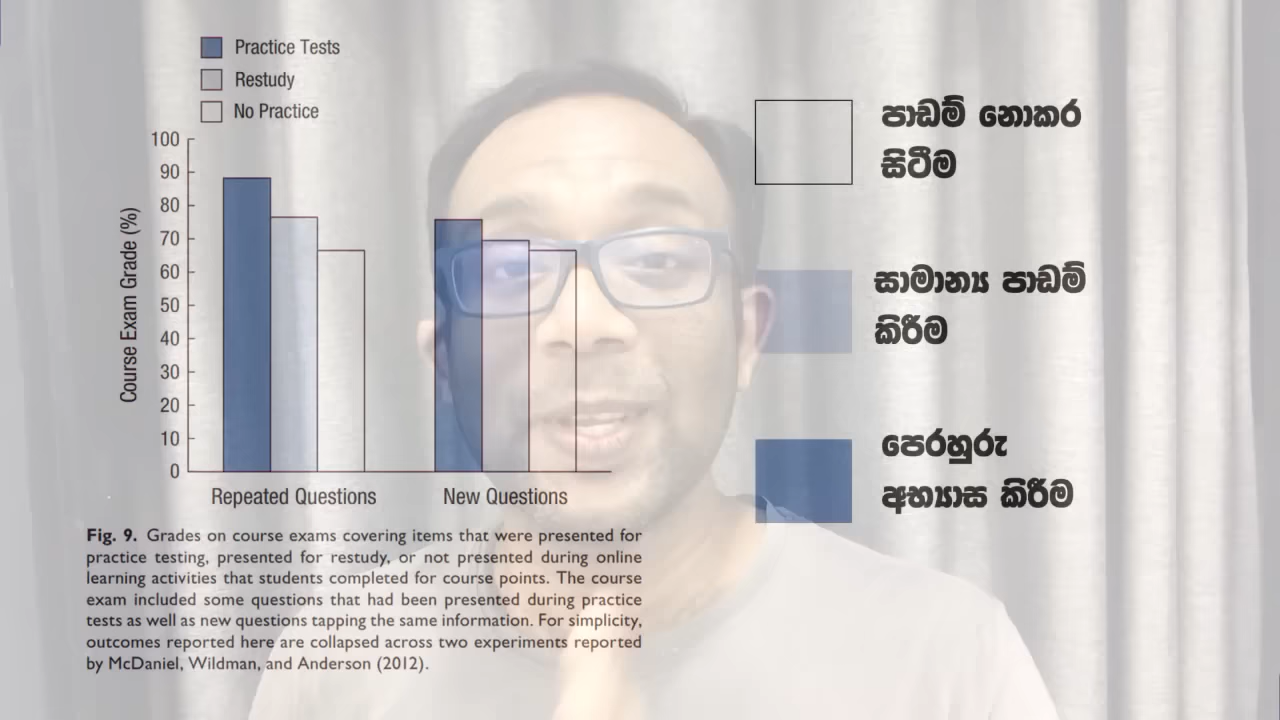 Practice Tests
Restudy
No Practice
100
90
80
70
60
50
40
30
20
10
0
Course Exam Grade (%)
Repeated Questions
New Questions
Fig. 9. Grades on course exams covering items that were presented for
practice testing, presented for restudy, or not presented during online
learning activities that students completed for course points. The course
exam included some questions that had been presented during practice
tests as well as new questions tapping the same information. For simplicity,
outcomes reported here are collapsed across two experiments reported
by McDaniel, Wildman, and Anderson (2012).
පාඩම් නොකර
සිටීම
සාමාන්‍ය පාඩම්
කිරීම
පෙරහුරු
අභ්‍යාස කිරීම